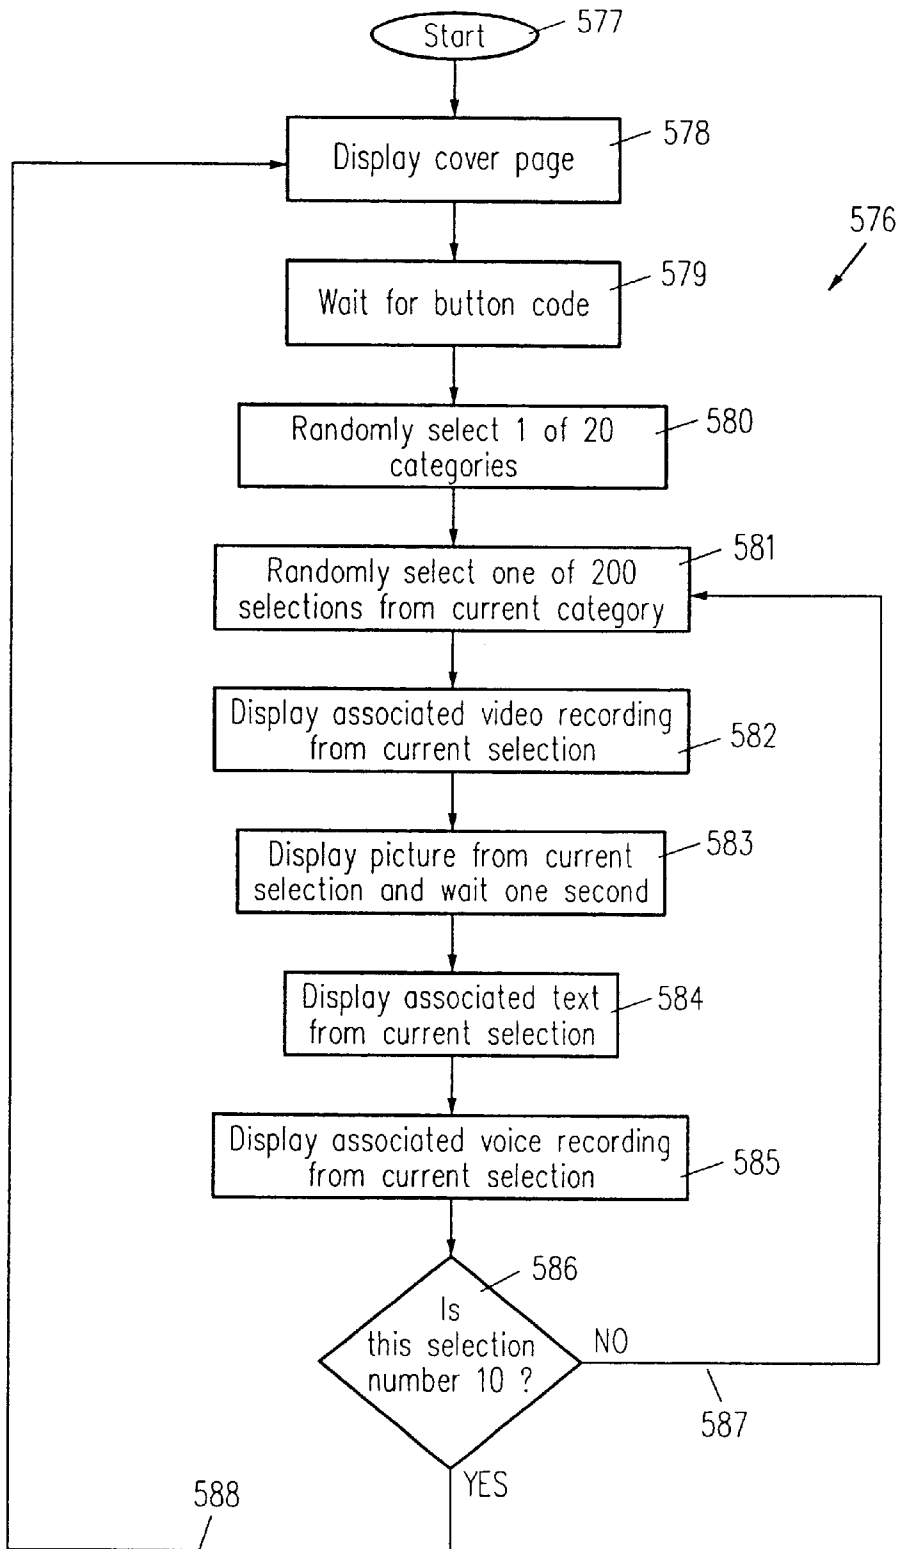 Start
577
Display cover page
578
576
Wait for button code
579
Randomly select 1 of 20
categories
580
Randomly select one of 200
selections from current category
581
Display associated video recording
from current selection
582
Display picture from current
selection and wait one second
583
Display associated text
from current selection
584
Display associated voice recording
from current selection
585
Is
this selection
number 10 ?
586
NO
587
YES
588